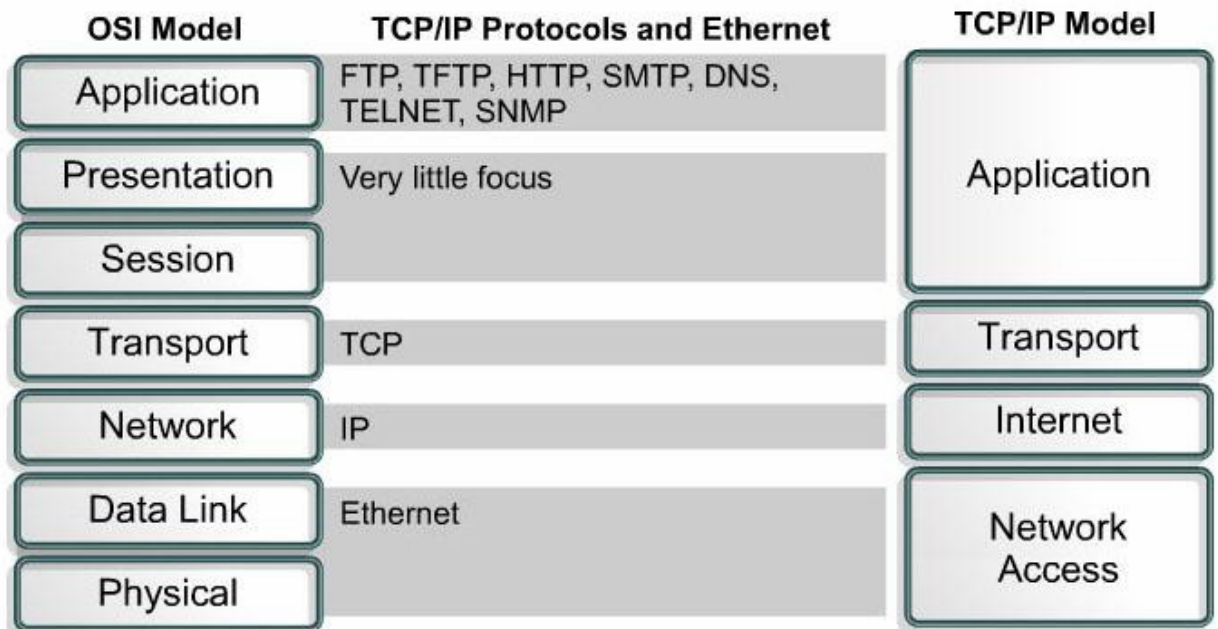 OSI Model
TCP/IP Protocols and Ethernet
TCP/IP Model
Application
FTP, TFTP, HTTP, SMTP, DNS,
TELNET, SNMP
Presentation
Very little focus
Session
Application
Transport
TCP
Transport
Network
IP
Internet
Data Link
Ethernet
Physical
Network
Access